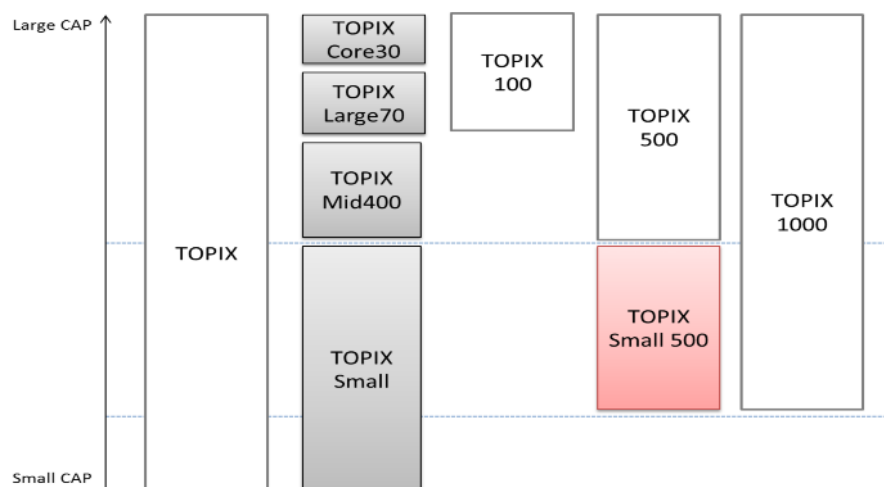 Large CAP
TOPIX
TOPIX
Core30
TOPIX
Large70
TOPIX
Mid400
TOPIX
Small
TOPIX
100
TOPIX
500
TOPIX
Small 500
TOPIX
1000
Small CAP